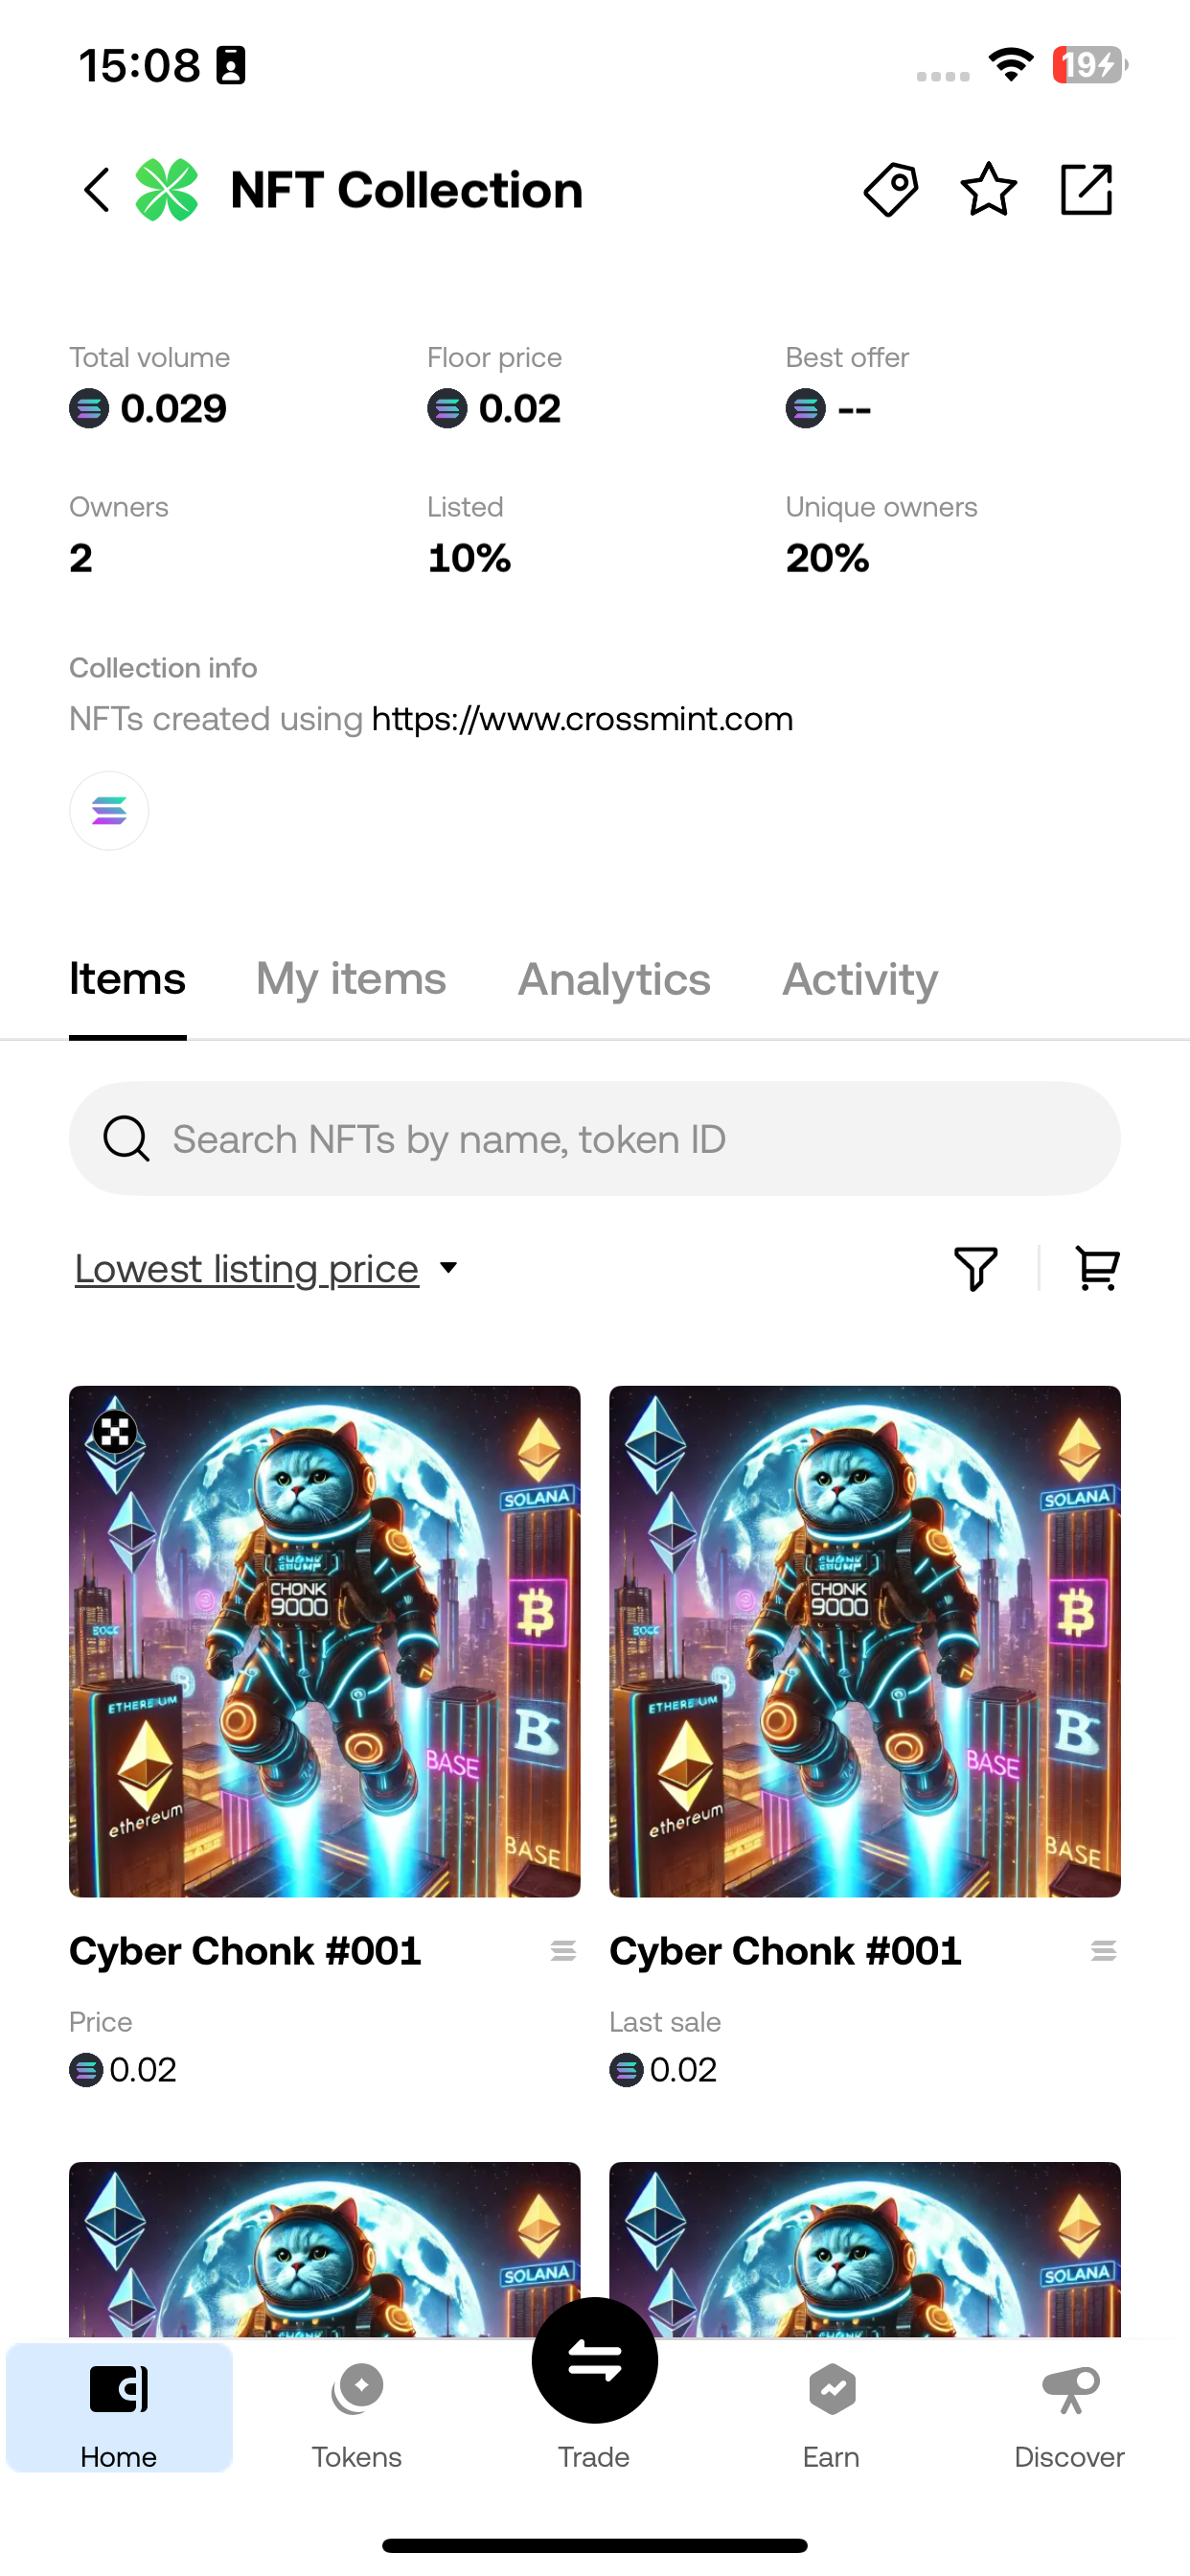 15:08
19
NFT Collection
Total volume
Floor price
Best offer
0.029
0.02
--
Owners
Listed
Unique owners
2
10%
20%
Collection info
NFTs created using https://www.crossmint.com
Items
My items
Analytics
Activity
Search NFTs by name, token ID
Lowest listing price
SOLANA
CHONK
9000
ETHEREUM
ethereum
BASE
BASE
SOLANA
CHONK
9000
ETHEREUM
ethereum
BASE
BASE
Cyber Chonk #001
Cyber Chonk #001
Price
Last sale
0.02
0.02
SOLANA
SOLANA
Home
Tokens
Trade
Earn
Discover